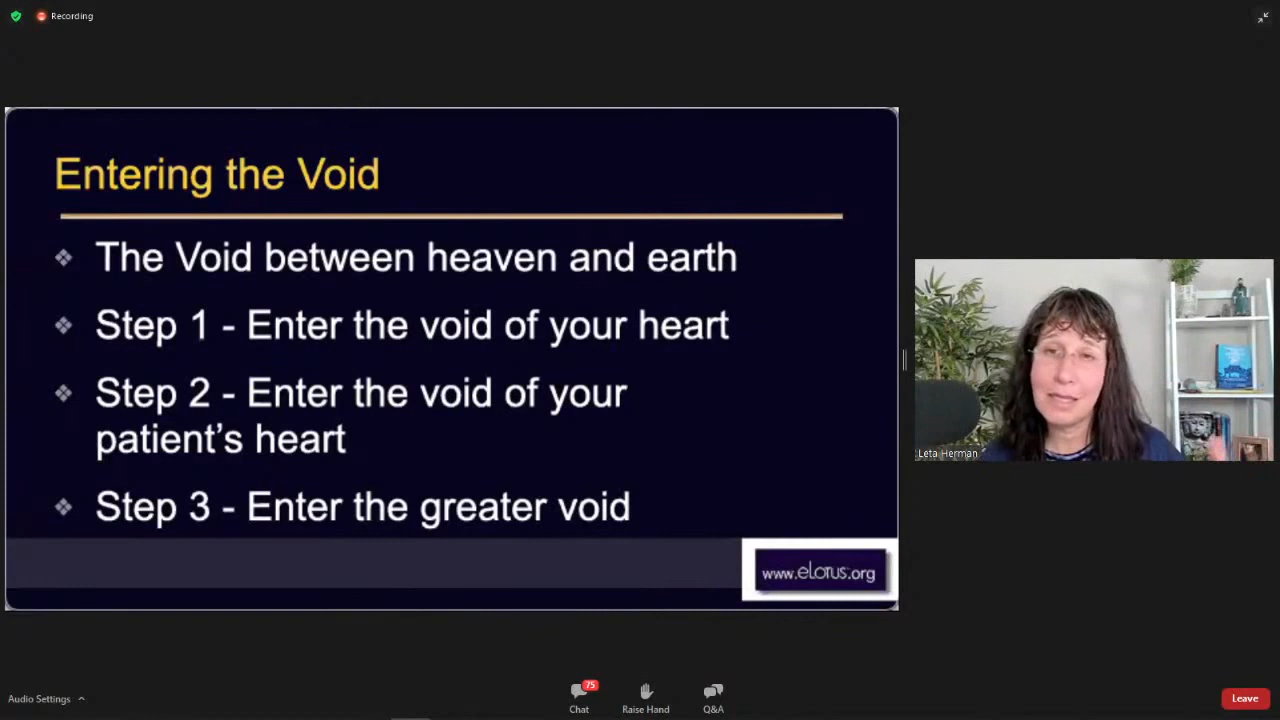 Recording
Entering the Void
❖ The Void between heaven and earth
❖ Step 1 - Enter the void of your heart
❖ Step 2 - Enter the void of your
patient's heart
❖ Step 3 - Enter the greater void
www.eLotus.org
Leta Herman
Audio Settings
75
Chat
Raise Hand
Q&A
Leave